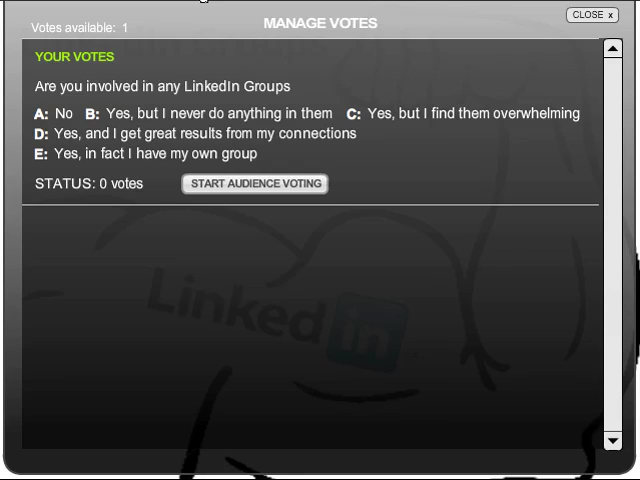 Votes available: 1
MANAGE VOTES
CLOSE x
YOUR VOTES
Are you involved in any LinkedIn Groups
A: No B: Yes, but I never do anything in them C: Yes, but I find them overwhelming
D: Yes, and I get great results from my connections
E: Yes, in fact I have my own group
STATUS: 0 votes START AUDIENCE VOTING
Linked in